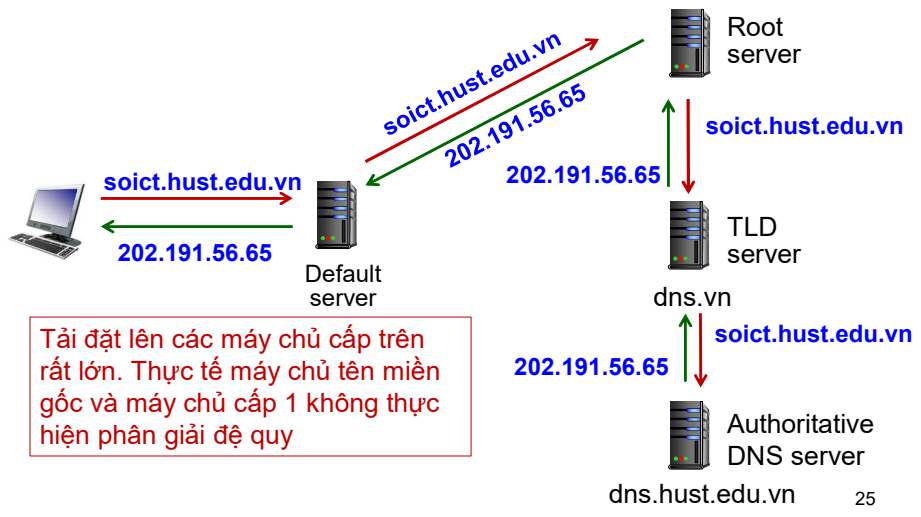 Root
server
soict.hust.edu.vn
202.191.56.65
soict.hust.edu.vn
202.191.56.65
soict.hust.edu.vn
202.191.56.65
Default
server
TLD
server
dns.vn
Tải đặt lên các máy chủ cấp trên
rất lớn. Thực tế máy chủ tên miền
gốc và máy chủ cấp 1 không thực
hiện phân giải đệ quy
soict.hust.edu.vn
202.191.56.65
Authoritative
DNS server
dns.hust.edu.vn
25